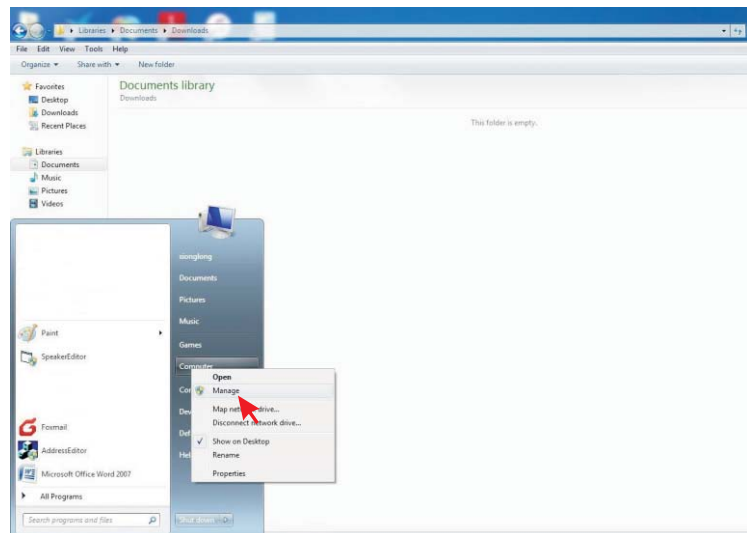 Libraries ▸ Documents ▸ Downloads
File Edit View Tools Help
Organize Share with New folder
Favorites
Desktop
Downloads
Recent Places
Libraries
Documents
Music
Pictures
Videos
Documents library
Downloads
This folder is empty.
Paint
SpeakerEditor
Foxmail
AddressEditor
Microsoft Office Word 2007
All Programs
Search programs and files
Documents
Pictures
Music
Games
Computer
Open
Manage
Map network drive...
Disconnect network drive...
Show on Desktop
Rename
Properties